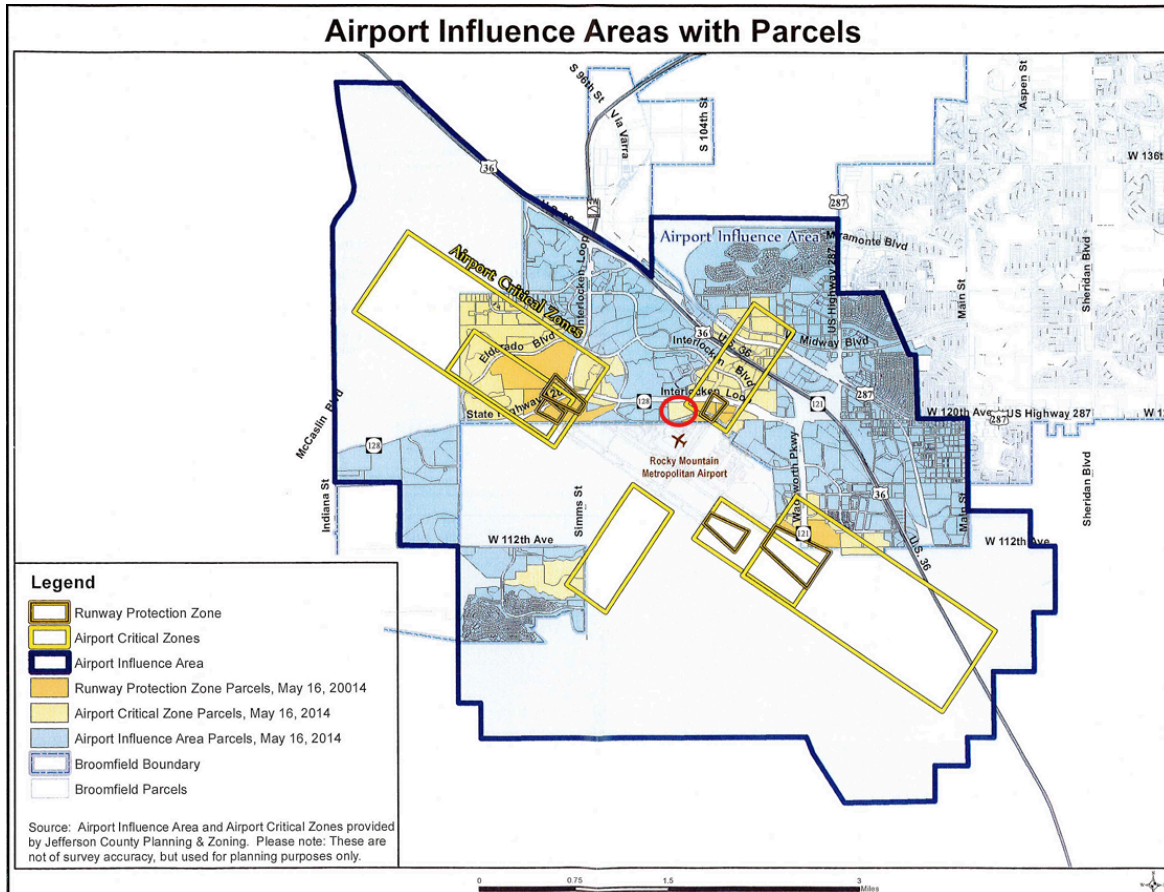 Airport Influence Areas with Parcels
S 96th St
Via Varra
S 104th St
Aspen St
W 136th
36
U.S. 36
287
Airport Influence Area
Miramonte Blvd
US Highway 287
Main St
Sheridan Blvd
Airport Critical Zones
Interlocken Loop
Eldorado Blvd
36
U.S. 36
Interlocken Blvd
W Midway Blvd
State Highway 128
128
Interlocken Loop
121
287
W 120th Ave
US Highway 287
287
McCaslin Blvd
128
Rocky Mountain
Metropolitan Airport
Wadsworth Pkwy
Indiana St
Simms St
36
Main St
Sheridan Blvd
W 112th Ave
121
U.S. 36
W 112th Ave
Legend
Runway Protection Zone
Airport Critical Zones
Airport Influence Area
Runway Protection Zone Parcels, May 16, 20014
Airport Critical Zone Parcels, May 16, 2014
Airport Influence Area Parcels, May 16, 2014
Broomfield Boundary
Broomfield Parcels
Source: Airport Influence Area and Airport Critical Zones provided
by Jefferson County Planning & Zoning. Please note: These are
not of survey accuracy, but used for planning purposes only.
0 0.75 1.5 3
Miles